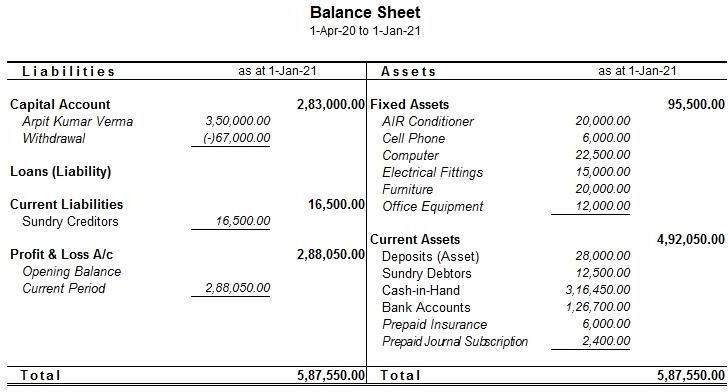 Balance Sheet
1-Apr-20 to 1-Jan-21
Liabilities as at 1-Jan-21 Assets as at 1-Jan-21
Capital Account 2,83,000.00 Fixed Assets 95,500.00
Arpit Kumar Verma 3,50,000.00 AIR Conditioner 20,000.00
Withdrawal (-)67,000.00 Cell Phone 6,000.00
Computer 22,500.00
Loans (Liability) Electrical Fittings 15,000.00
Furniture 20,000.00
Current Liabilities 16,500.00 Office Equipment 12,000.00
Sundry Creditors 16,500.00
Current Assets 4,92,050.00
Profit & Loss A/c 2,88,050.00 Deposits (Asset) 28,000.00
Opening Balance Sundry Debtors 12,500.00
Current Period 2,88,050.00 Cash-in-Hand 3,16,450.00
Bank Accounts 1,26,700.00
Prepaid Insurance 6,000.00
Prepaid Journal Subscription 2,400.00
Total 5,87,550.00 Total 5,87,550.00